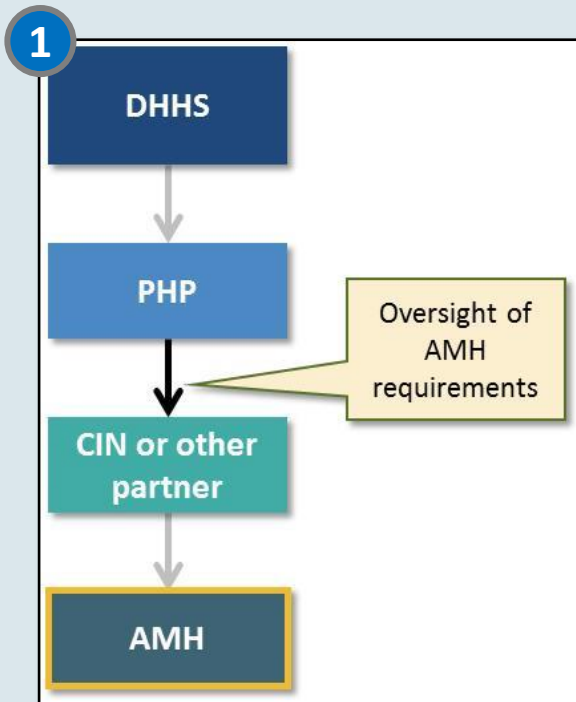 1
DHHS
PHP
Oversight of
AMH
requirements
CIN or other
partner
AMH